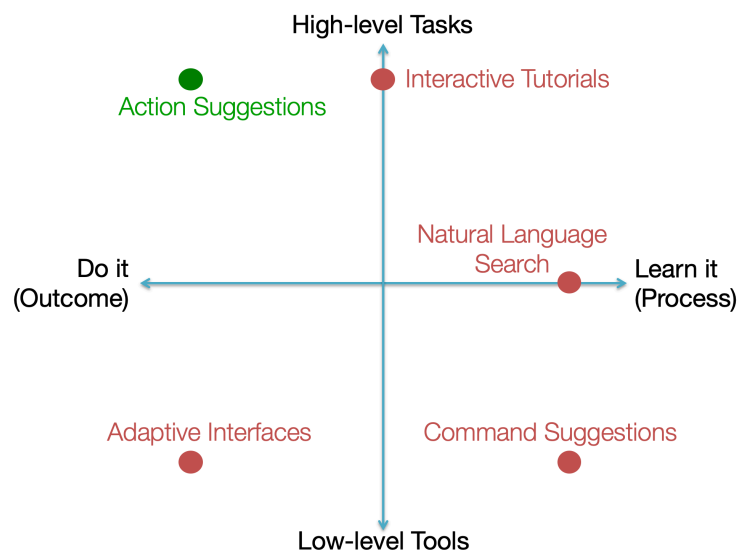 High-level Tasks
Interactive Tutorials
Action Suggestions
Natural Language
Search
Do it
(Outcome)
Learn it
(Process)
Adaptive Interfaces
Command Suggestions
Low-level Tools